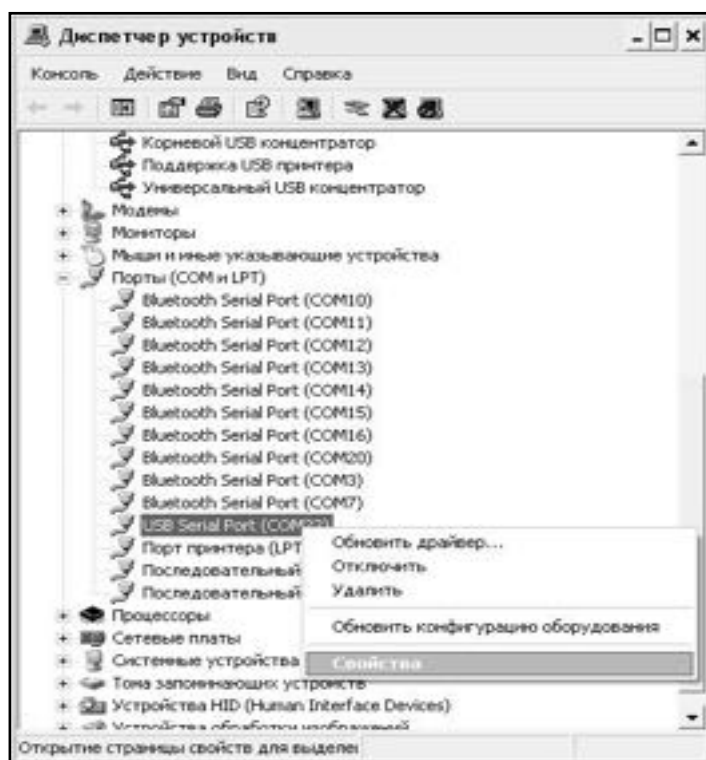 Диспетчер устройств
Консоль Действие Вид Справка
Корневой USB концентратор
Поддержка USB принтера
Универсальный USB концентратор
Модемы
Мониторы
Мыши и иные указывающие устройства
Порты (COM и LPT)
Bluetooth Serial Port (COM10)
Bluetooth Serial Port (COM11)
Bluetooth Serial Port (COM12)
Bluetooth Serial Port (COM13)
Bluetooth Serial Port (COM14)
Bluetooth Serial Port (COM15)
Bluetooth Serial Port (COM16)
Bluetooth Serial Port (COM20)
Bluetooth Serial Port (COM3)
Bluetooth Serial Port (COM7)
USB Serial Port
Порт принтера (LPT
Последовательный
Последовательный
Обновить драйвер...
Отключить
Удалить
Обновить конфигурацию оборудования
Свойства
Процессоры
Сетевые платы
Системные устройства
Тома запоминающих устройств
Устройства HID (Human Interface Devices)
Устройства обработки изображений
Открытие страницы свойств для выделен